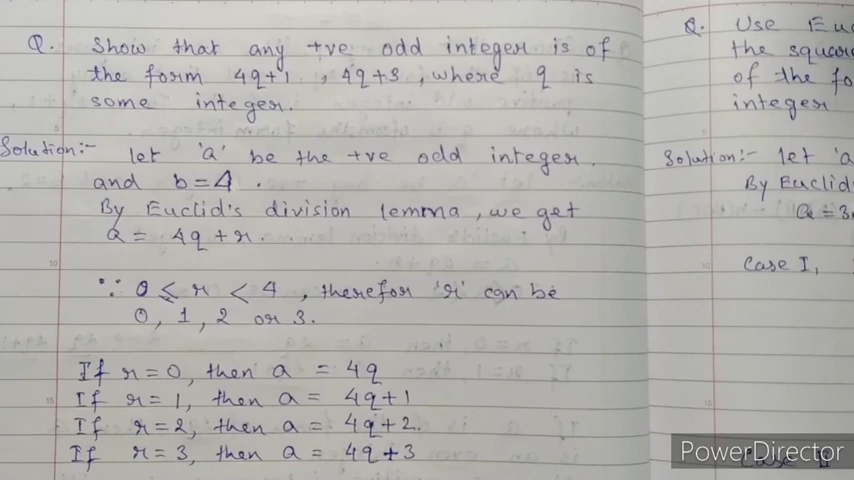 Q. Show that any +ve odd integer is of
the form 4q+1, 4q+3, where q is
some integer.
Solution:- let 'a' be the +ve odd integer.
and b=4.
By Euclid's division lemma, we get
a = 4q + r.
∵ 0 ≤ r < 4, therefor 'r' can be
0, 1, 2 or 3.
If r=0, then a = 4q
If r=1, then a = 4q+1
If r=2, then a = 4q+2.
If r=3, then a = 4q+3
Q. Use Euc
the square
of the fo
integer
Solution:- let 'a
By Euclid
a=3
Case I,
PowerDirector